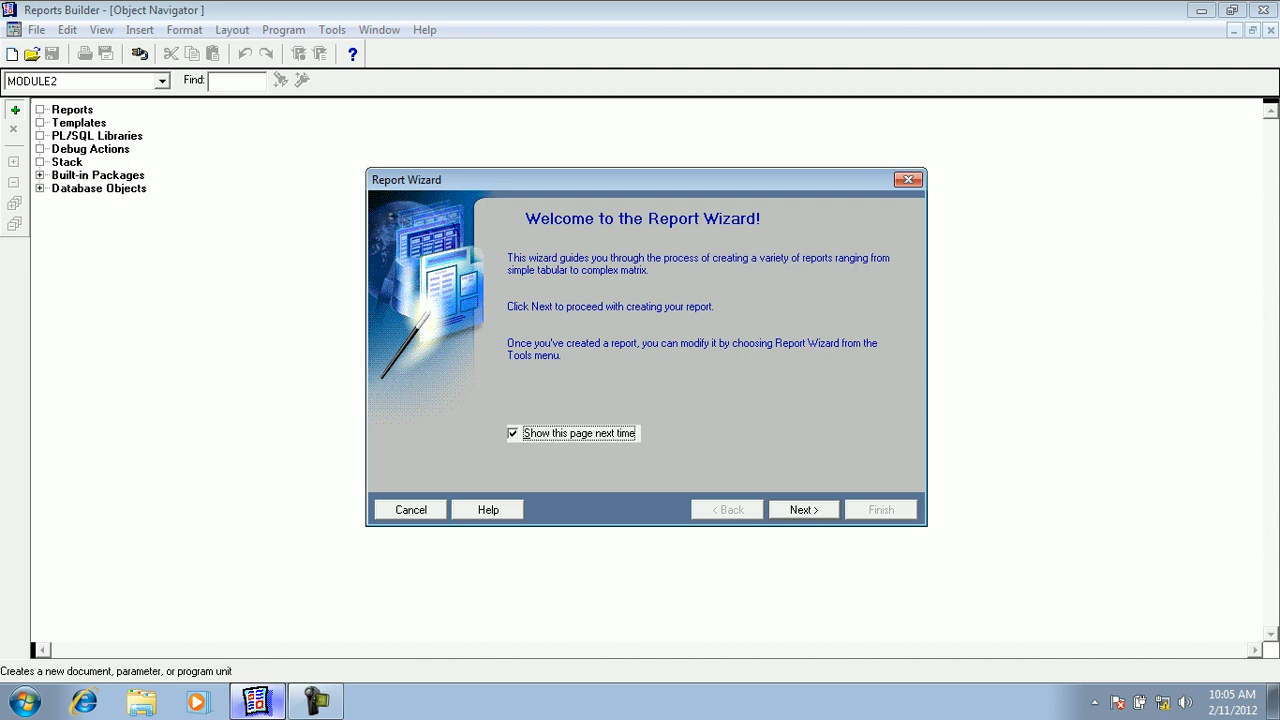 Reports Builder - [Object Navigator ]
File Edit View Insert Format Layout Program Tools Window Help
MODULE2 Find:
Reports
Templates
PL/SQL Libraries
Debug Actions
Stack
Built-in Packages
Database Objects
Report Wizard
Welcome to the Report Wizard!
This wizard guides you through the process of creating a variety of reports ranging from
simple tabular to complex matrix.
Click Next to proceed with creating your report.
Once you've created a report, you can modify it by choosing Report Wizard from the
Tools menu.
Show this page next time
Cancel Help < Back Next > Finish
Creates a new document, parameter, or program unit
10:05 AM
2/11/2012